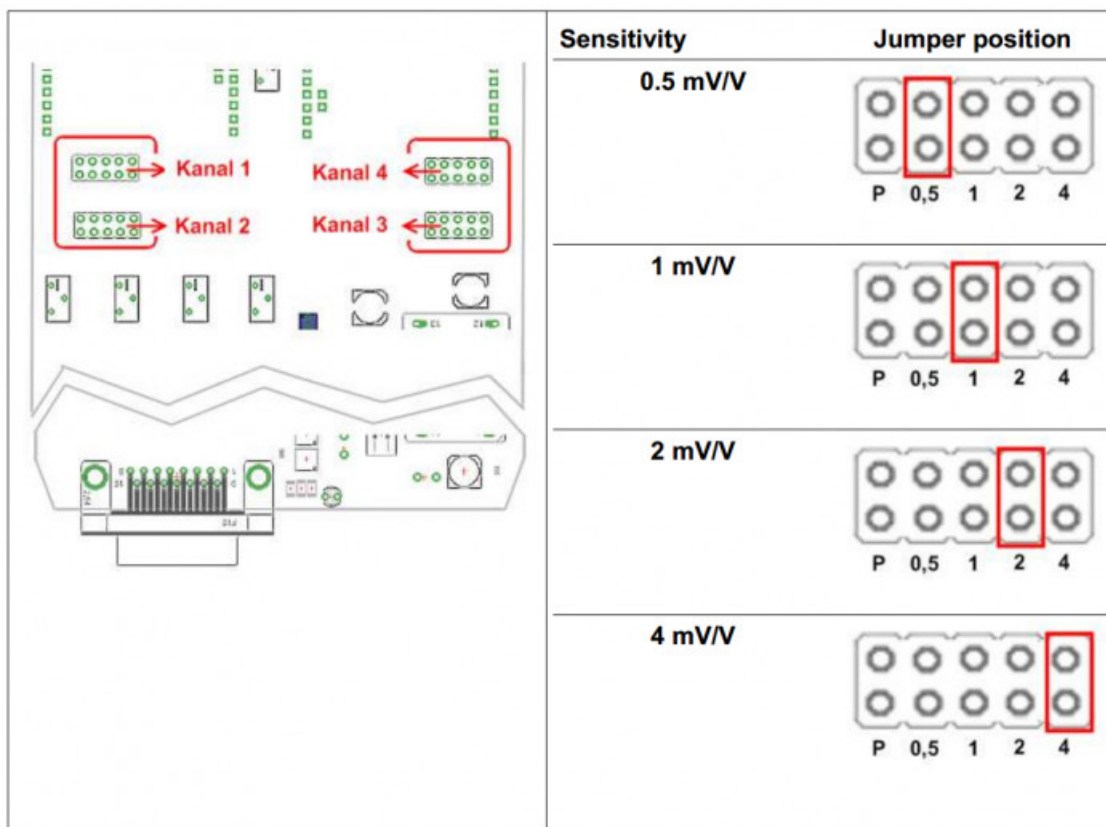 Sensitivity Jumper position
0.5 mV/V
P 0,5 1 2 4
1 mV/V
P 0,5 1 2 4
2 mV/V
P 0,5 1 2 4
4 mV/V
P 0,5 1 2 4
Kanal 1
Kanal 4
Kanal 2
Kanal 3
13 12